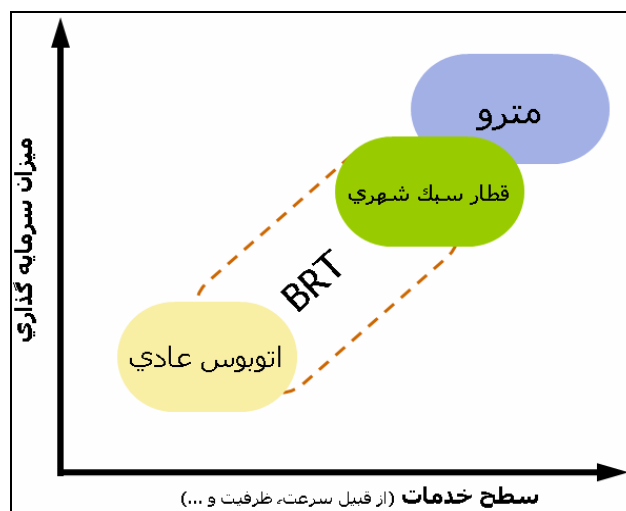 مترو
قطار سبك شهري
BRT
اتوبوس عادي
ميزان سرمايه گذاري
سطح خدمات (از قبيل سرعت، ظرفيت و ...)